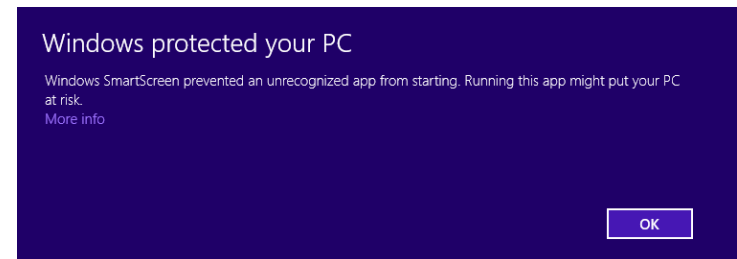 Windows protected your PC
Windows SmartScreen prevented an unrecognized app from starting. Running this app might put your PC
at risk.
More info
OK